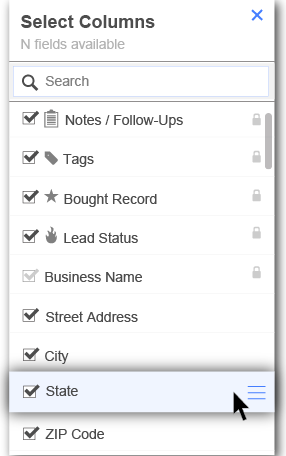 Select Columns
N fields available
Search
Notes / Follow-Ups
Tags
Bought Record
Lead Status
Business Name
Street Address
City
State
ZIP Code